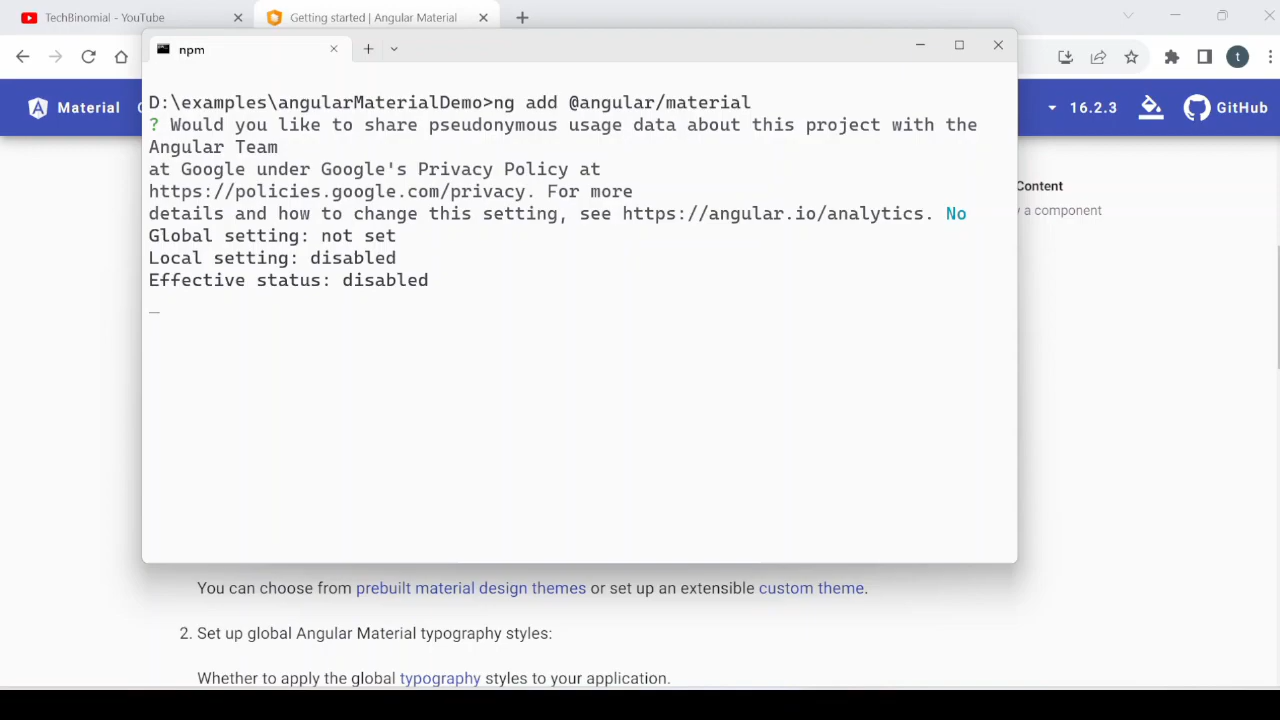 TechBinomial - YouTube
Getting started | Angular Material
npm
t
Material
16.2.3
GitHub
D:\examples\angularMaterialDemo>ng add @angular/material
? Would you like to share pseudonymous usage data about this project with the
Angular Team
at Google under Google's Privacy Policy at
https://policies.google.com/privacy. For more
details and how to change this setting, see https://angular.io/analytics. No
Global setting: not set
Local setting: disabled
Effective status: disabled
Content
a component
You can choose from prebuilt material design themes or set up an extensible custom theme.
2. Set up global Angular Material typography styles:
Whether to apply the global typography styles to your application.